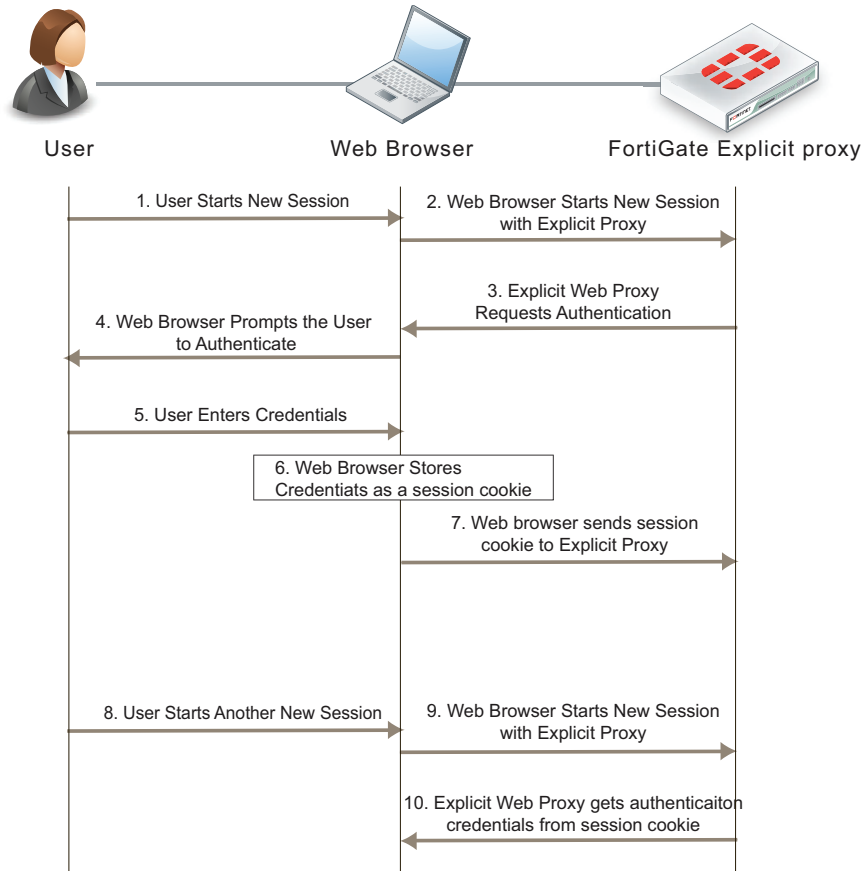 User
Web Browser
FortiGate Explicit proxy
1. User Starts New Session
2. Web Browser Starts New Session
with Explicit Proxy
3. Explicit Web Proxy
Requests Authentication
4. Web Browser Prompts the User
to Authenticate
5. User Enters Credentials
6. Web Browser Stores
Credentiats as a session cookie
7. Web browser sends session
cookie to Explicit Proxy
8. User Starts Another New Session
9. Web Browser Starts New Session
with Explicit Proxy
10. Explicit Web Proxy gets authenticaiton
credentials from session cookie